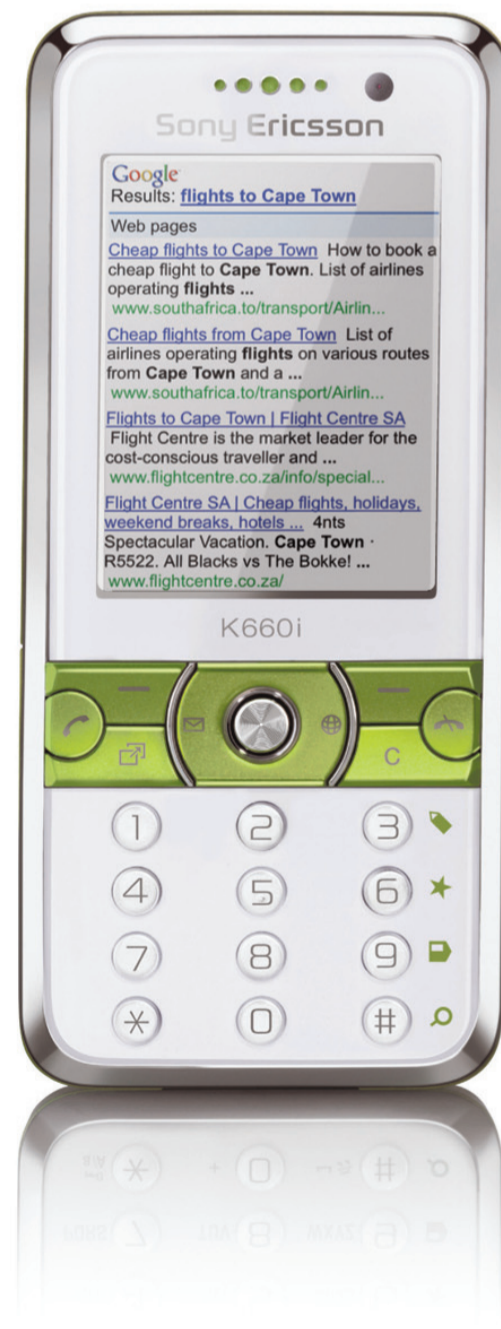 Sony Ericsson
Google
Results: flights to Cape Town
Web pages
Cheap flights to Cape Town How to book a
cheap flight to Cape Town. List of airlines
operating flights ...
www.southafrica.to/transport/Airlin...
Cheap flights from Cape Town List of
airlines operating flights on various routes
from Cape Town and a ...
www.southafrica.to/transport/Airlin...
Flights to Cape Town | Flight Centre SA
Flight Centre is the market leader for the
cost-conscious traveller and ...
www.flightcentre.co.za/info/special...
Flight Centre SA | Cheap flights, holidays,
weekend breaks, hotels ... 4nts
Spectacular Vacation. Cape Town ·
R5522. All Blacks vs The Bokke! ...
www.flightcentre.co.za/
K660i
C
1 2 3
4 5 6
7 8 9
* 0 #